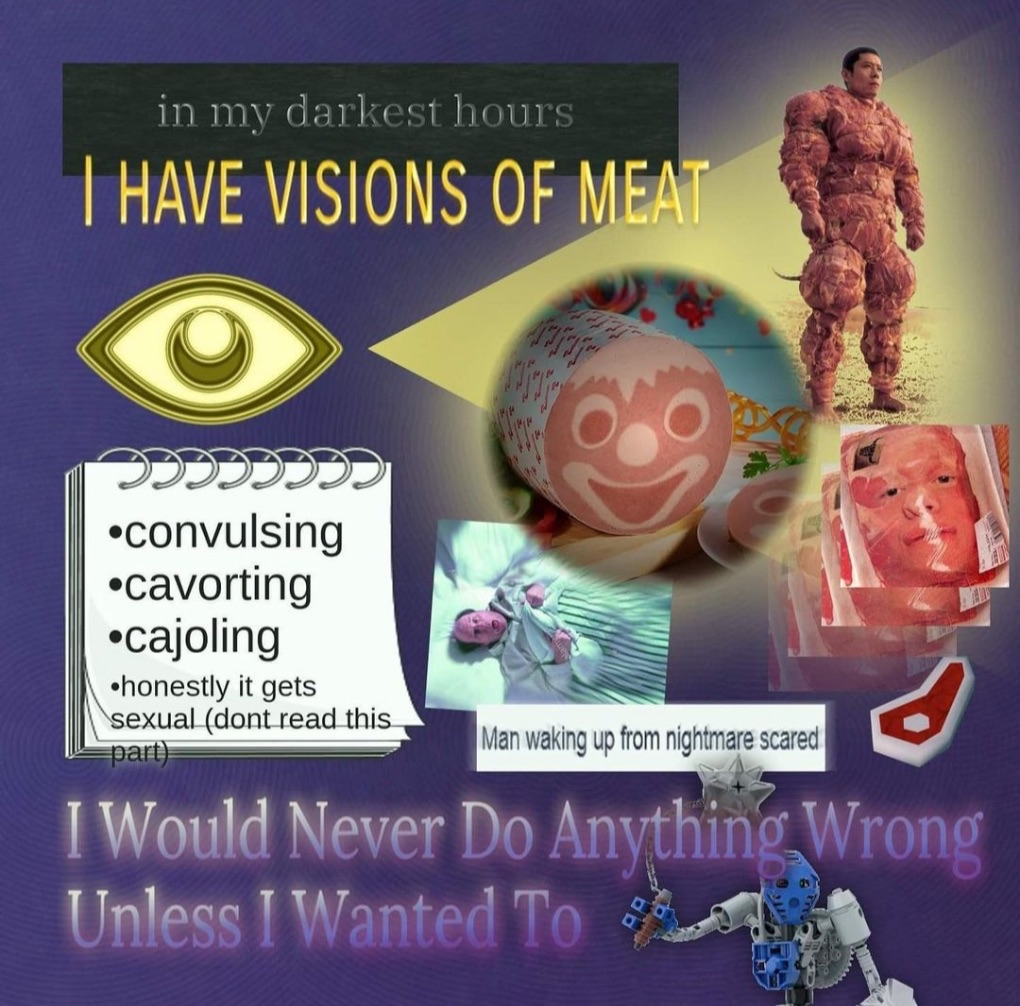 in my darkest hours
I HAVE VISIONS OF MEAT
•convulsing
•cavorting
•cajoling
•honestly it gets
sexual (dont read this
part)
Man waking up from nightmare scared
I Would Never Do Anything Wrong
Unless I Wanted To